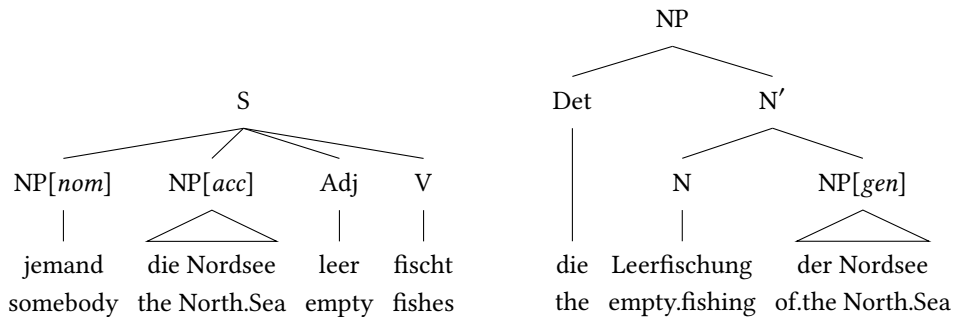 NP
S Det N′
NP[nom] NP[acc] Adj V N NP[gen]
jemand die Nordsee leer fischt die Leerfischung der Nordsee
somebody the North.Sea empty fishes the empty.fishing of.the North.Sea